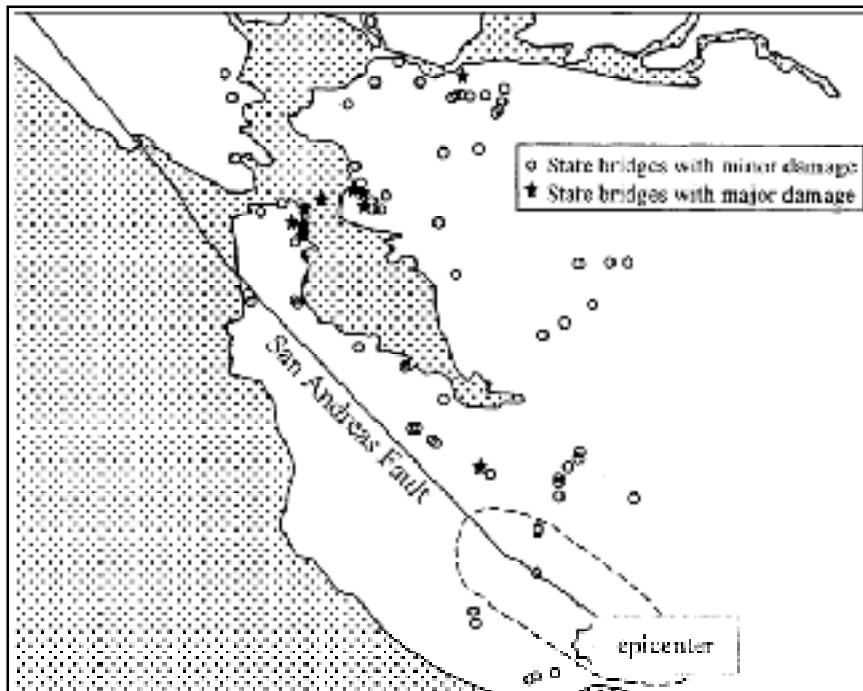 State bridges with minor damage
State bridges with major damage
San Andreas Fault
epicenter